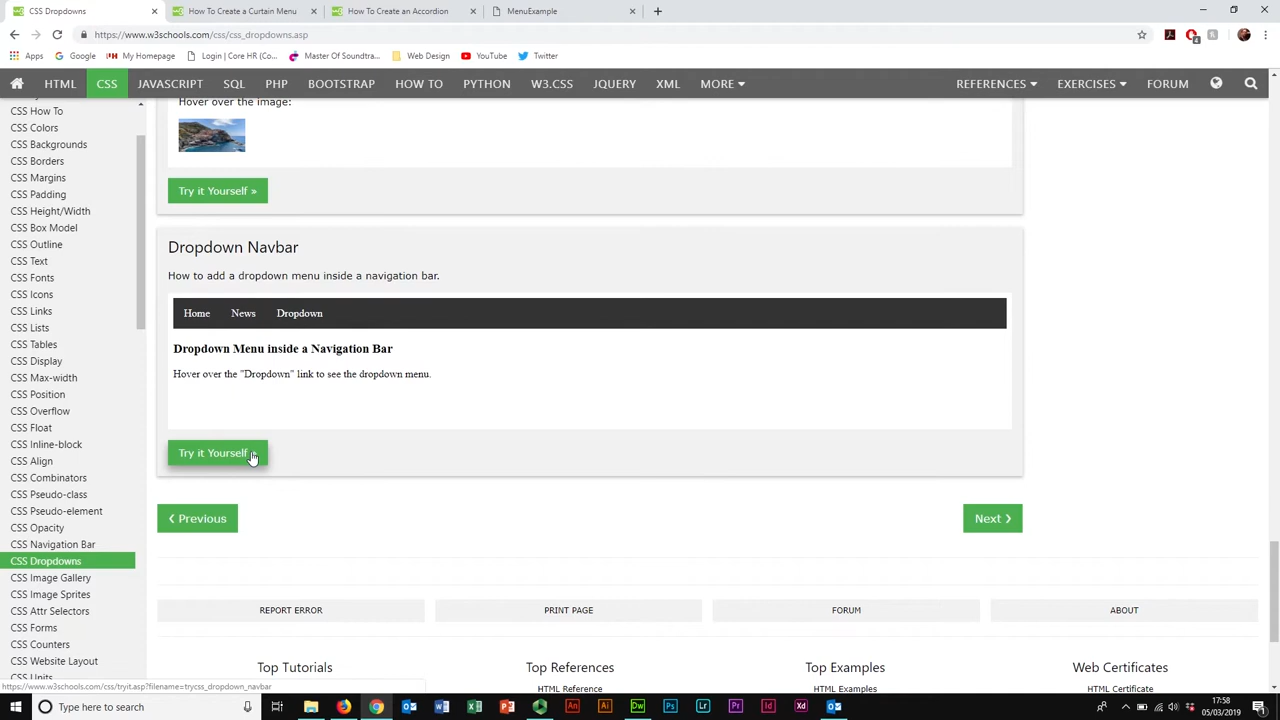 CSS Dropdowns
How To Create a Curtain Menu
How To Create an Accordion
MenuExample
https://www.w3schools.com/css/css_dropdowns.asp
Apps
Google
My Homepage
Login | Core HR (Co...
Master Of Soundtra...
Web Design
YouTube
Twitter
HTML CSS JAVASCRIPT SQL PHP BOOTSTRAP HOW TO PYTHON W3.CSS JQUERY XML MORE REFERENCES EXERCISES FORUM
CSS How To
CSS Colors
CSS Backgrounds
CSS Borders
CSS Margins
CSS Padding
CSS Height/Width
CSS Box Model
CSS Outline
CSS Text
CSS Fonts
CSS Icons
CSS Links
CSS Lists
CSS Tables
CSS Display
CSS Max-width
CSS Position
CSS Overflow
CSS Float
CSS Inline-block
CSS Align
CSS Combinators
CSS Pseudo-class
CSS Pseudo-element
CSS Opacity
CSS Navigation Bar
CSS Dropdowns
CSS Image Gallery
CSS Image Sprites
CSS Attr Selectors
CSS Forms
CSS Counters
CSS Website Layout
CSS Units
Hover over the image:
Try it Yourself »
Dropdown Navbar
How to add a dropdown menu inside a navigation bar.
Home News Dropdown
Dropdown Menu inside a Navigation Bar
Hover over the "Dropdown" link to see the dropdown menu.
Try it Yourself
❮ Previous
Next ❯
REPORT ERROR
PRINT PAGE
FORUM
ABOUT
Top Tutorials
Top References
Top Examples
Web Certificates
HTML Reference
HTML Examples
HTML Certificate
https://www.w3schools.com/css/tryit.asp?filename=trycss_dropdown_navbar
Type here to search
17:58
05/03/2019